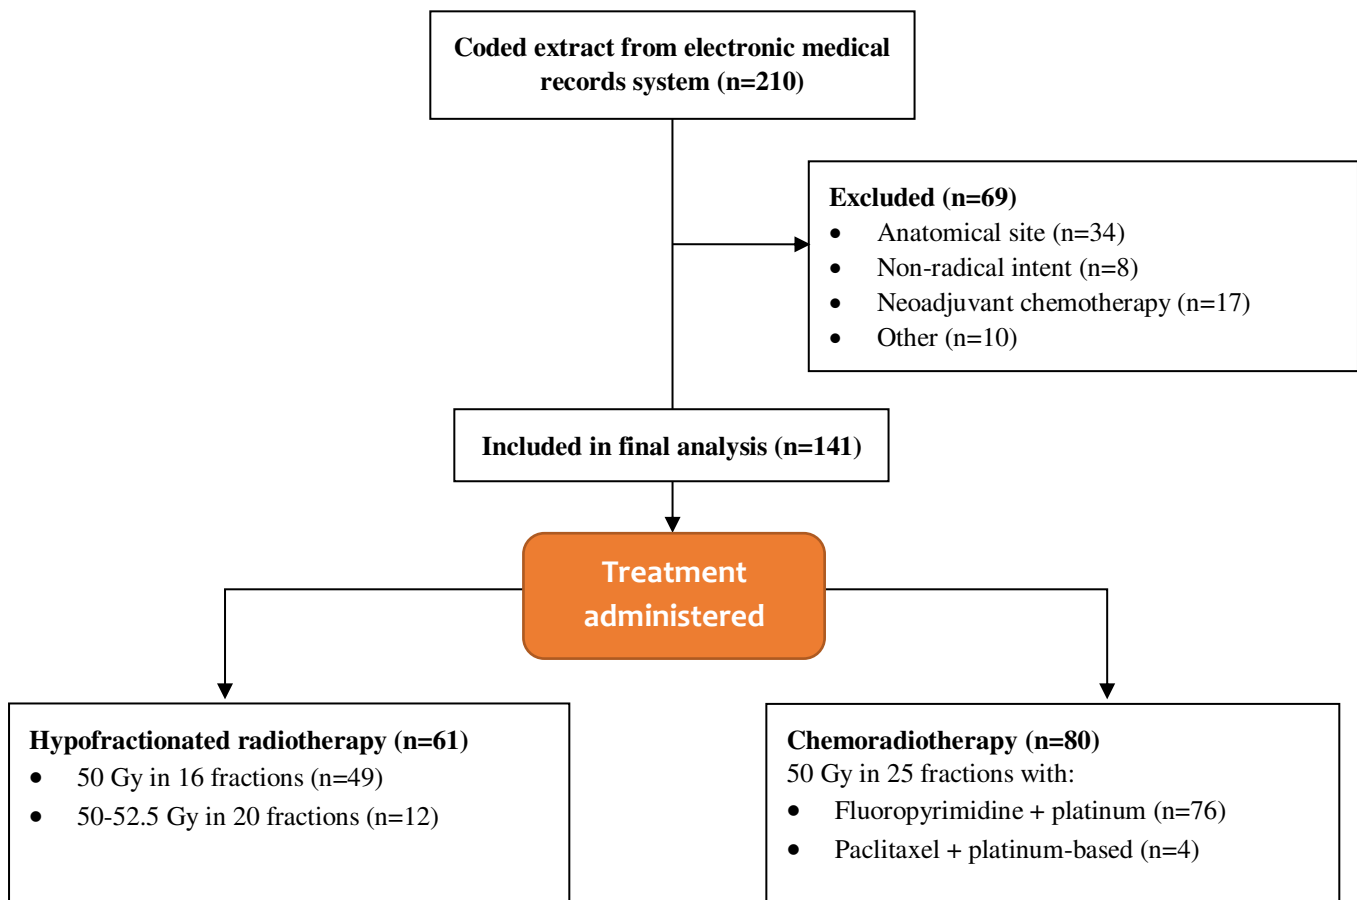 Coded extract from electronic medical
records system (n=210)
Excluded (n=69)
• Anatomical site (n=34)
• Non-radical intent (n=8)
• Neoadjuvant chemotherapy (n=17)
• Other (n=10)
Included in final analysis (n=141)
Treatment
administered
Hypofractionated radiotherapy (n=61)
• 50 Gy in 16 fractions (n=49)
• 50-52.5 Gy in 20 fractions (n=12)
Chemoradiotherapy (n=80)
50 Gy in 25 fractions with:
• Fluoropyrimidine + platinum (n=76)
• Paclitaxel + platinum-based (n=4)